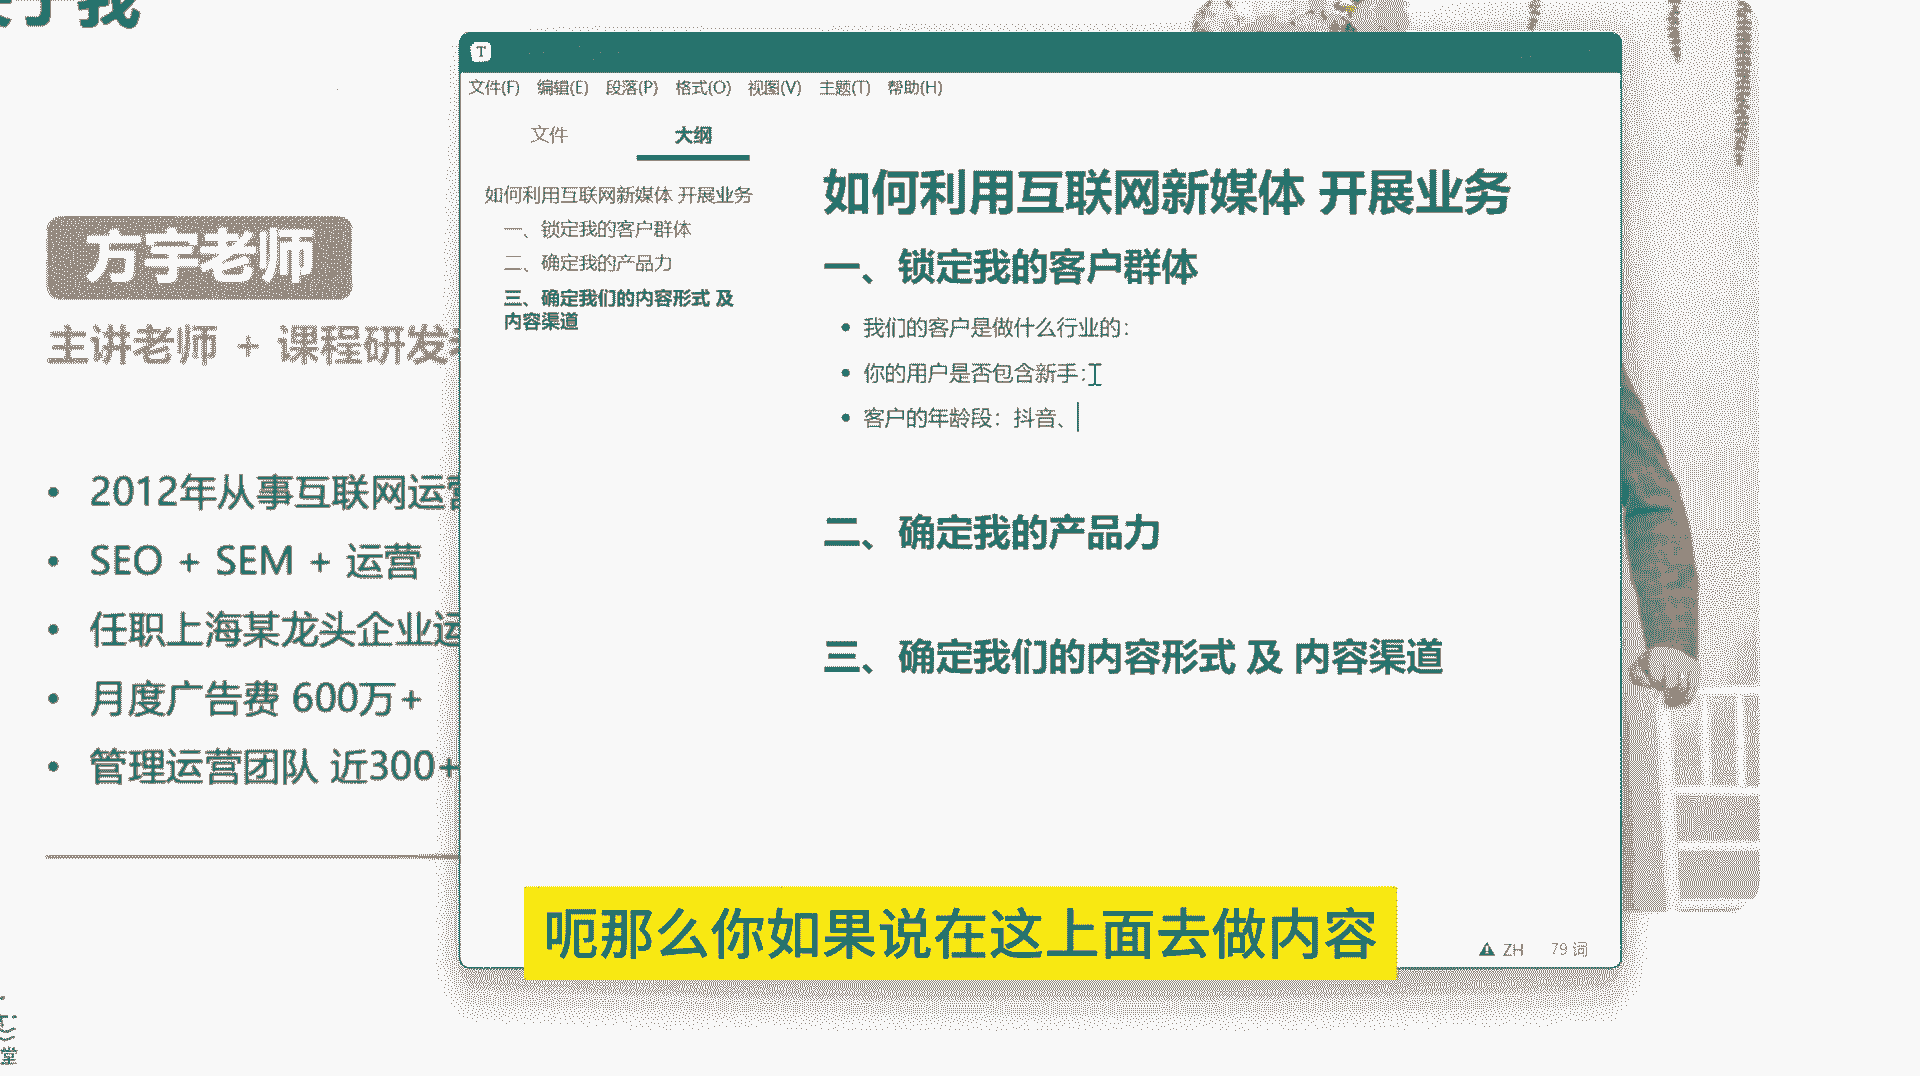 于我
方宇老师
主讲老师 + 课程研发
2012年从事互联网运营
SEO + SEM + 运营
任职上海某龙头企业运
月度广告费 600万+
管理运营团队 近300+
堂
T
文件(F) 编辑(E) 段落(P) 格式(O) 视图(V) 主题(T) 帮助(H)
文件 大纲
如何利用互联网新媒体 开展业务
一、锁定我的客户群体
二、确定我的产品力
三、确定我们的内容形式 及
内容渠道
如何利用互联网新媒体 开展业务
一、锁定我的客户群体
我们的客户是做什么行业的：
你的用户是否包含新手：
客户的年龄段：抖音、
二、确定我的产品力
三、确定我们的内容形式 及 内容渠道
ZH 79 词
呃那么你如果说在这上面去做内容